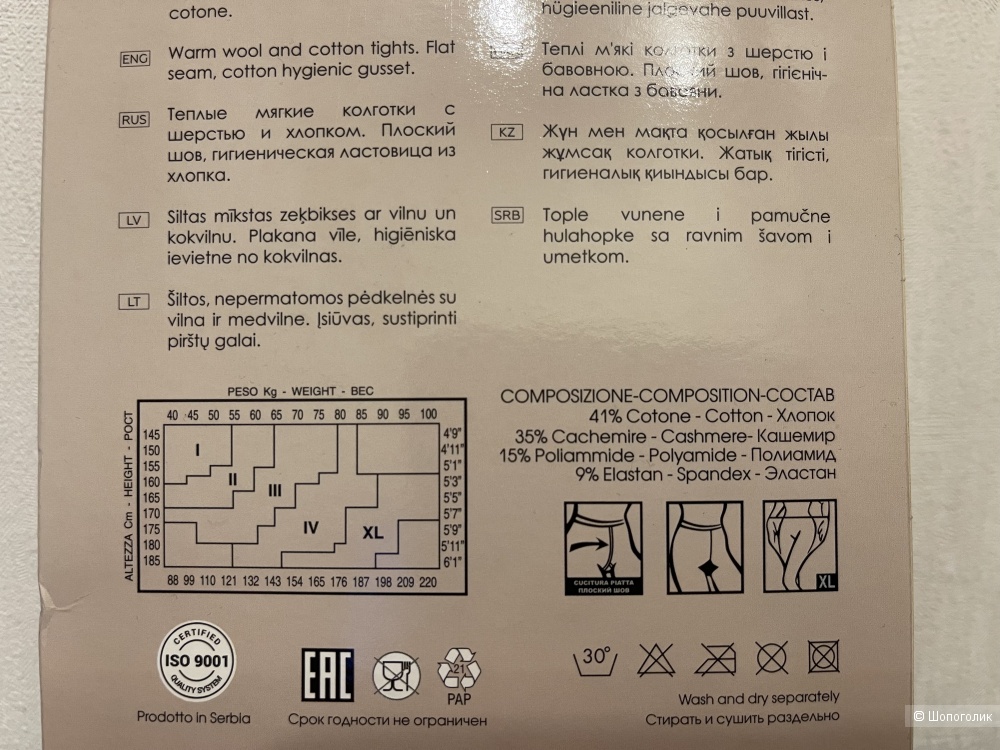 cotone.
ENG
Warm wool and cotton tights. Flat
seam, cotton hygienic gusset.
RUS
Теплые мягкие колготки с
шерстью и хлопком. Плоский
шов, гигиеническая ластовица из
хлопка.
LV
Siltas mīkstas zeķbikses ar vilnu un
kokvilnu. Plakana vīle, higiēniska
ievietne no kokvilnas.
LT
Šiltos, nepermatomos pėdkelnės su
vilna ir medvilne. Įsiūvas, sustiprinti
pirštų galai.
hügieeniline jalgevahe puuvillast.
Теплі м'які колготки з шерстю і
бавовною. Плоский шов, гігієніч-
на ластка з бавовни.
KZ
Жүн мен мақта қосылған жылы
жұмсақ колготки. Жатық тігісті,
гигиеналық қиындысы бар.
SRB
Tople vunene i pamučne
hulahopke sa ravnim šavom i
umetkom.
PESO Kg - WEIGHT - ВЕС
ALTEZZA Cm - HEIGHT - РОСТ
40 45 50 55 60 65 70 75 80 85 90 95 100
145 4'9"
150 4'11"
155 5'1"
160 5'3"
165 5'5"
170 5'7"
175 5'9"
180 5'11"
185 6'1"
I
II
III
IV
XL
88 99 110 121 132 143 154 165 176 187 198 209 220
COMPOSIZIONE-COMPOSITION-СОСТАВ
41% Cotone - Cotton - Хлопок
35% Cachemire - Cashmere- Кашемир
15% Poliammide - Polyamide - Полиамид
9% Elastan - Spandex - Эластан
CUCITURA PIATTA
ПЛОСКИЙ ШОВ
XL
CERTIFIED
ISO 9001
QUALITY SYSTEM
Prodotto in Serbia
EAC
21
PAP
Срок годности не ограничен
30°
Wash and dry separately
Стирать и сушить раздельно
© Шопоголик